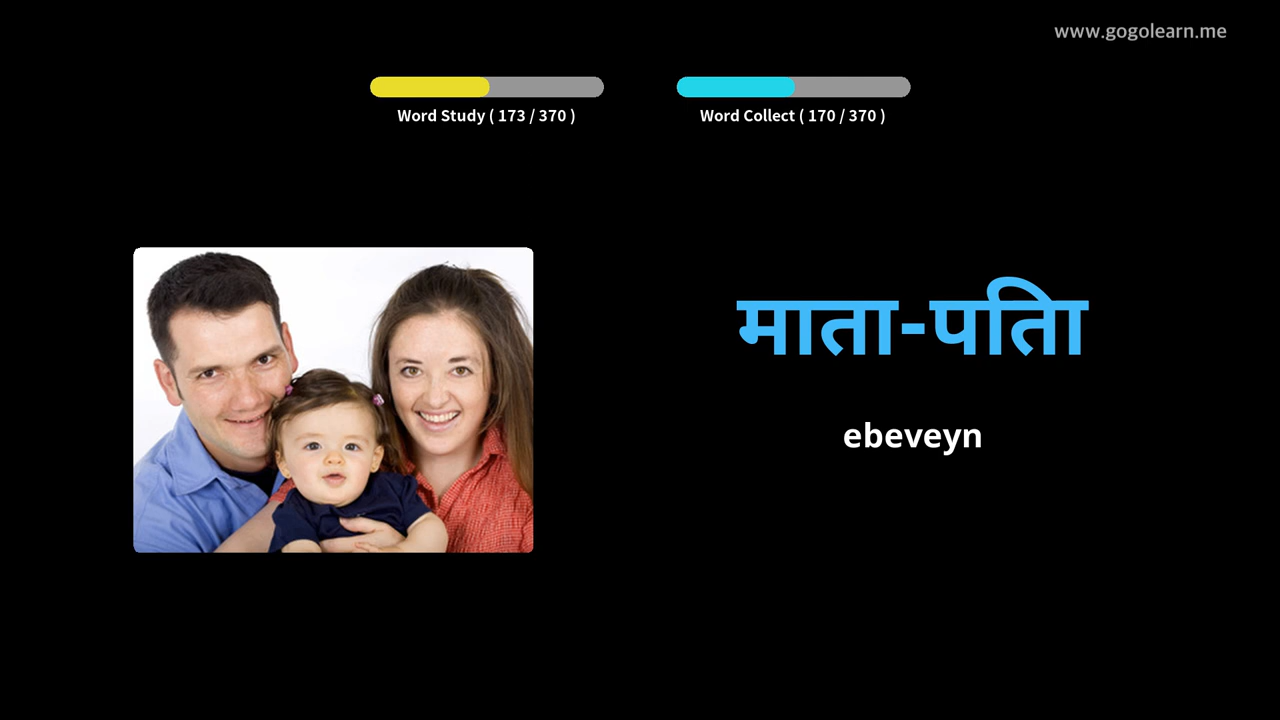 www.gogolearn.me
Word Study ( 173 / 370 )
Word Collect ( 170 / 370 )
माता-पिता
ebeveyn